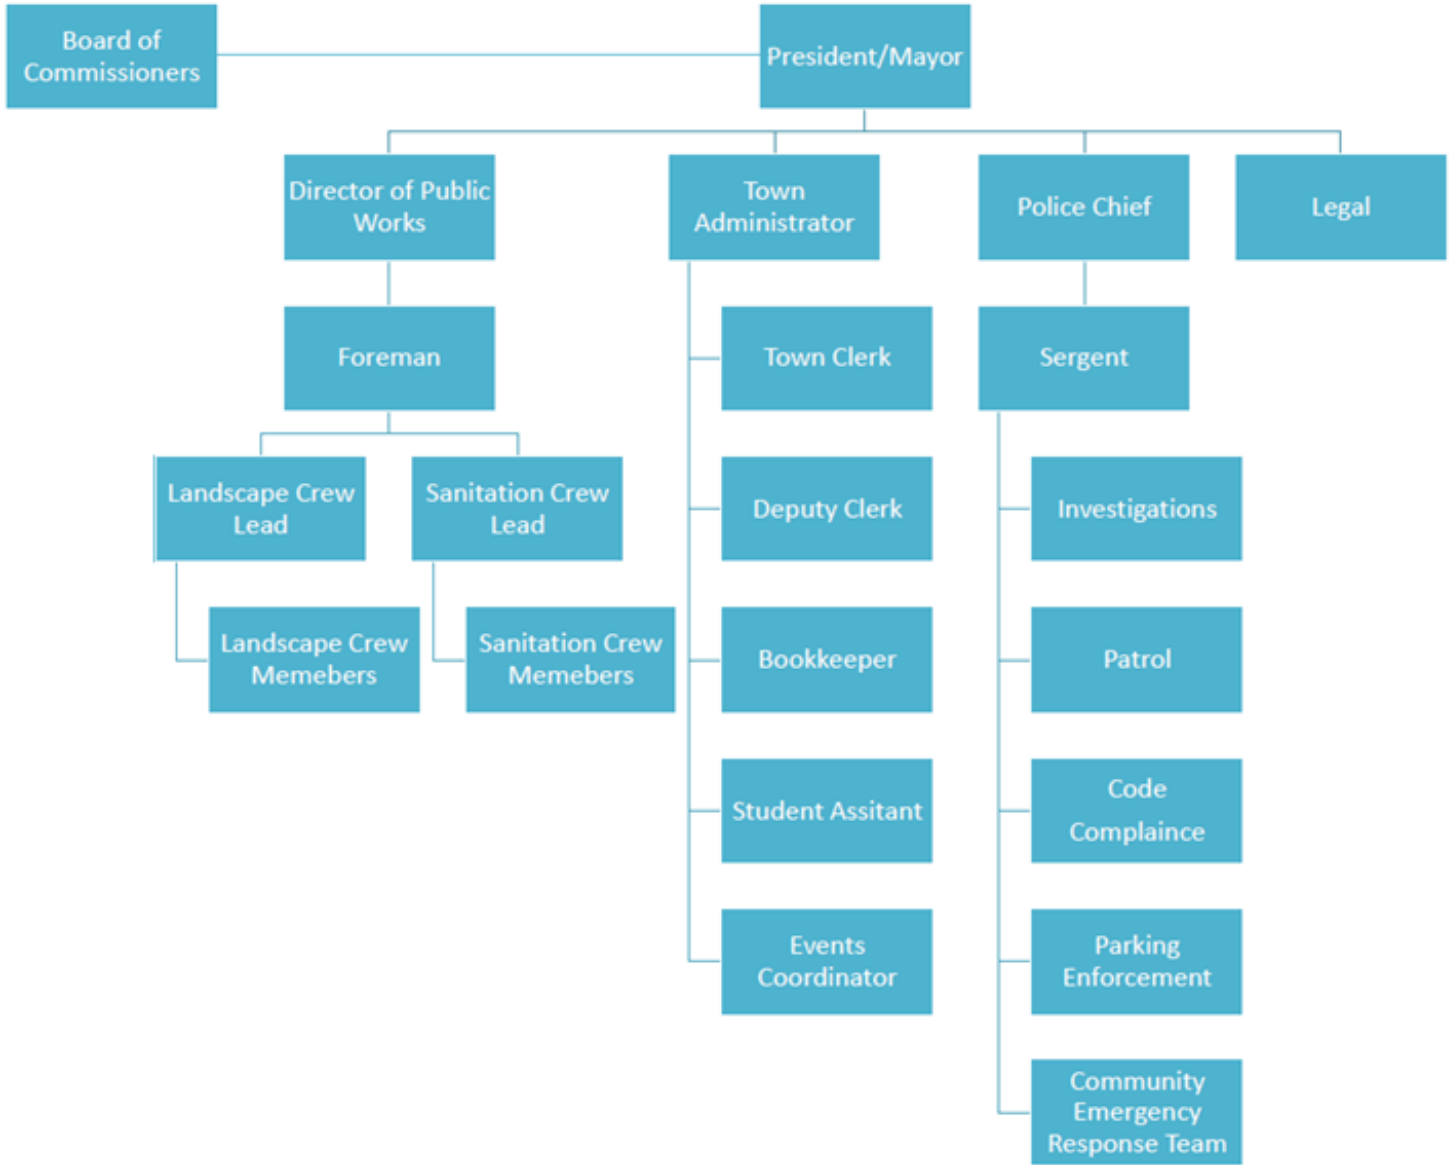 Board of
Commissioners
President/Mayor
Director of Public
Works
Town
Administrator
Police Chief
Legal
Foreman
Town Clerk
Sergent
Landscape Crew
Lead
Sanitation Crew
Lead
Deputy Clerk
Investigations
Landscape Crew
Memebers
Sanitation Crew
Memebers
Bookkeeper
Patrol
Student Assitant
Code
Complaince
Events
Coordinator
Parking
Enforcement
Community
Emergency
Response Team